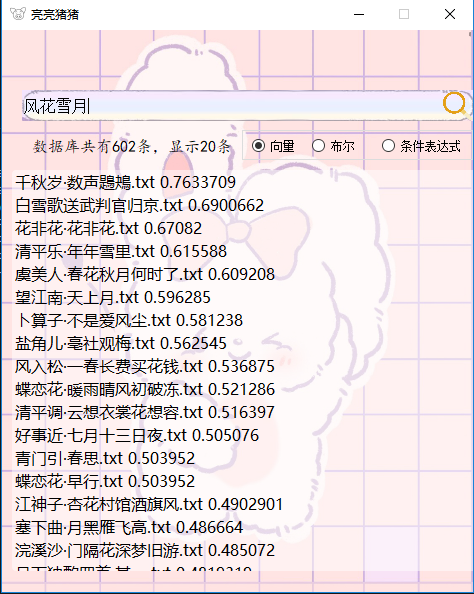 亮亮猪猪
风花雪月
数据库共有602条，显示20条 向量 布尔 条件表达式
千秋岁·数声鶗鴂.txt 0.7633709
白雪歌送武判官归京.txt 0.6900662
花非花·花非花.txt 0.67082
清平乐·年年雪里.txt 0.615588
虞美人·春花秋月何时了.txt 0.609208
望江南·天上月.txt 0.596285
卜算子·不是爱风尘.txt 0.581238
盐角儿·亳社观梅.txt 0.562545
风入松·一春长费买花钱.txt 0.536875
蝶恋花·暖雨晴风初破冻.txt 0.521286
清平调·云想衣裳花想容.txt 0.516397
好事近·七月十三日夜.txt 0.505076
青门引·春思.txt 0.503952
蝶恋花·早行.txt 0.503952
江神子·杏花村馆酒旗风.txt 0.4902901
塞下曲·月黑雁飞高.txt 0.486664
浣溪沙·门隔花深梦旧游.txt 0.485072